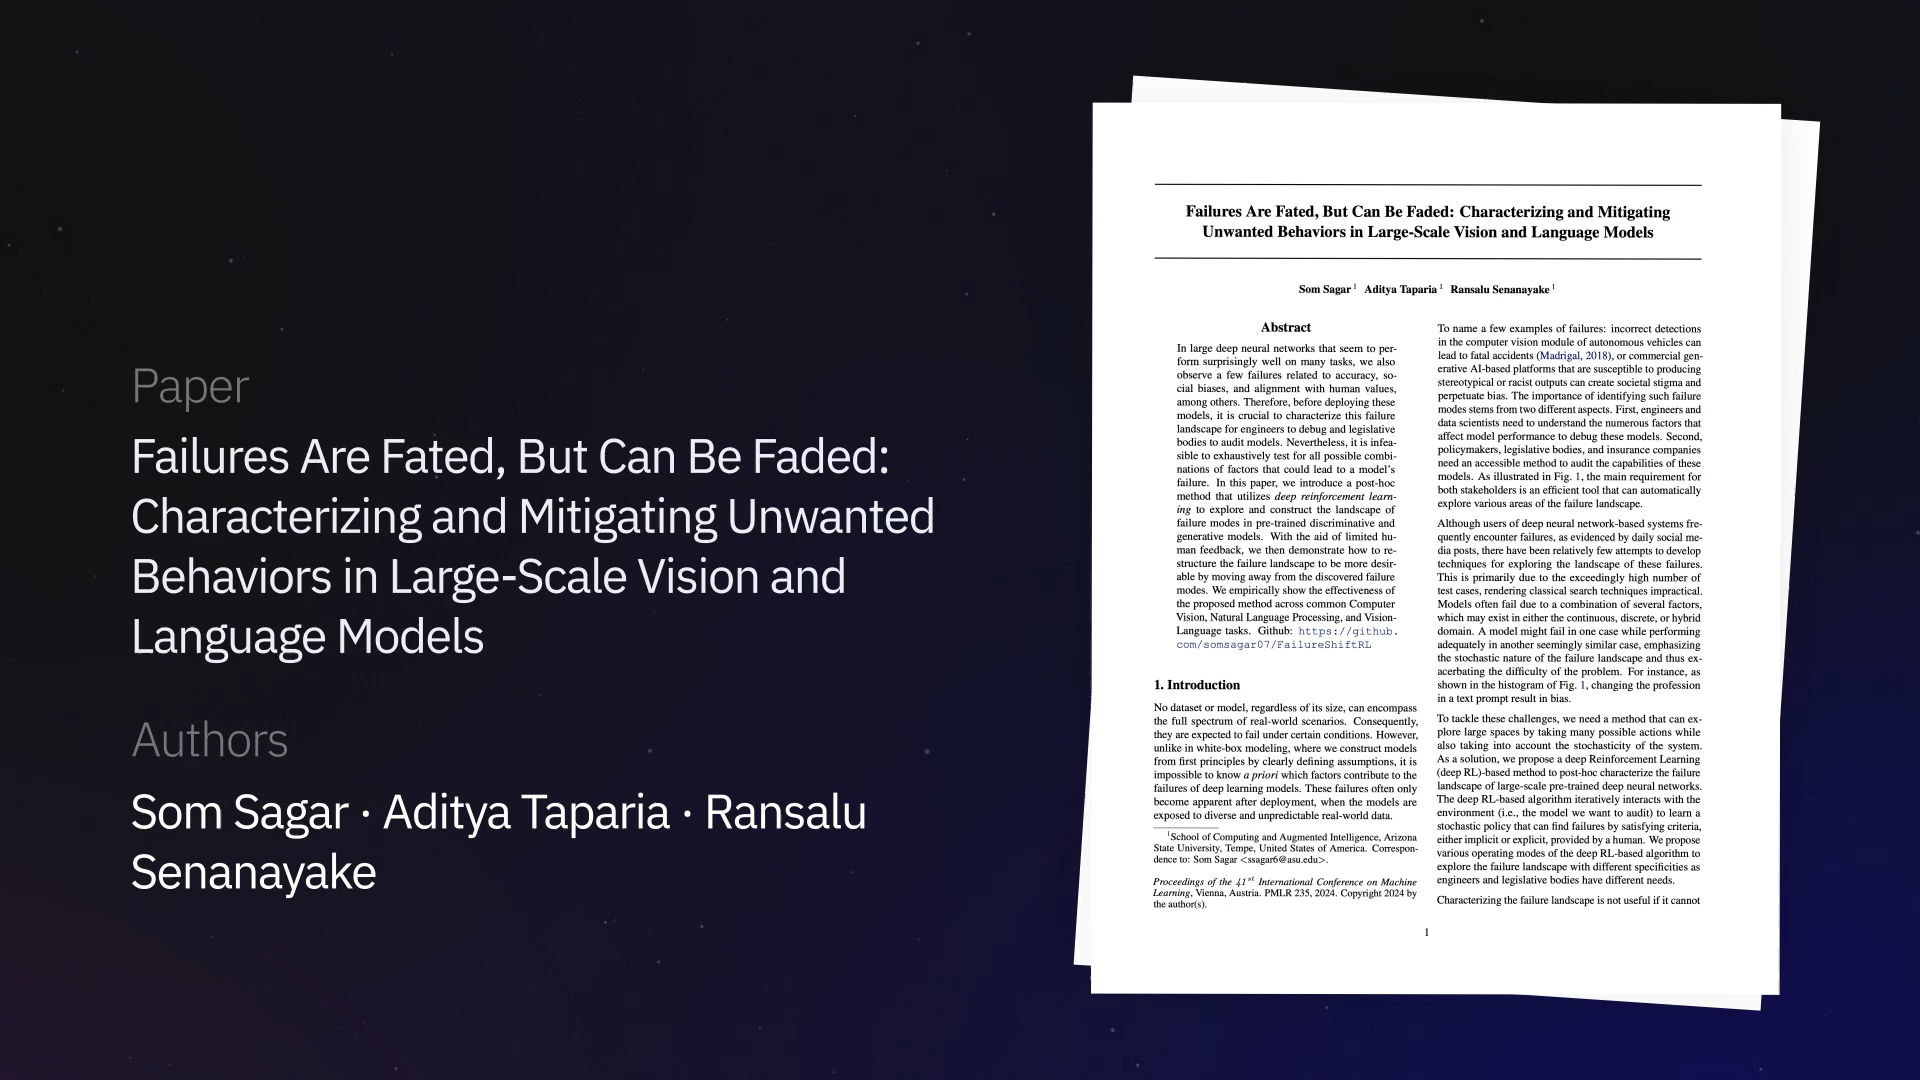 Paper
Failures Are Fated, But Can Be Faded:
Characterizing and Mitigating Unwanted
Behaviors in Large-Scale Vision and
Language Models
Authors
Som Sagar · Aditya Taparia · Ransalu
Senanayake
Failures Are Fated, But Can Be Faded: Characterizing and Mitigating
Unwanted Behaviors in Large-Scale Vision and Language Models
Som Sagar 1 Aditya Taparia 1 Ransalu Senanayake 1
Abstract
In large deep neural networks that seem to per-
form surprisingly well on many tasks, we also
observe a few failures related to accuracy, so-
cial biases, and alignment with human values,
among others. Therefore, before deploying these
models, it is crucial to characterize this failure
landscape for engineers to debug and legislative
bodies to audit models. Nevertheless, it is infea-
sible to exhaustively test for all possible combi-
nations of factors that could lead to a model's
failure. In this paper, we introduce a post-hoc
method that utilizes deep reinforcement learn-
ing to explore and construct the landscape of
failure modes in pre-trained discriminative and
generative models. With the aid of limited hu-
man feedback, we then demonstrate how to re-
structure the failure landscape to be more desir-
able by moving away from the discovered failure
modes. We empirically show the effectiveness of
the proposed method across common Computer
Vision, Natural Language Processing, and Vision-
Language tasks. Github: https://github.
com/somsagar07/FailureShiftRL
1. Introduction
No dataset or model, regardless of its size, can encompass
the full spectrum of real-world scenarios. Consequently,
they are expected to fail under certain conditions. However,
unlike in white-box modeling, where we construct models
from first principles by clearly defining assumptions, it is
impossible to know a priori which factors contribute to the
failures of deep learning models. These failures often only
become apparent after deployment, when the models are
exposed to diverse and unpredictable real-world data.
1School of Computing and Augmented Intelligence, Arizona
State University, Tempe, United States of America. Correspon-
dence to: Som Sagar <ssagar6@asu.edu>.
Proceedings of the 41st International Conference on Machine
Learning, Vienna, Austria. PMLR 235, 2024. Copyright 2024 by
the author(s).
To name a few examples of failures: incorrect detections
in the computer vision module of autonomous vehicles can
lead to fatal accidents (Madrigal, 2018), or commercial gen-
erative AI-based platforms that are susceptible to producing
stereotypical or racist outputs can create societal stigma and
perpetuate bias. The importance of identifying such failure
modes stems from two different aspects. First, engineers and
data scientists need to understand the numerous factors that
affect model performance to debug these models. Second,
policymakers, legislative bodies, and insurance companies
need an accessible method to audit the capabilities of these
models. As illustrated in Fig. 1, the main requirement for
both stakeholders is an efficient tool that can automatically
explore various areas of the failure landscape.
Although users of deep neural network-based systems fre-
quently encounter failures, as evidenced by daily social me-
dia posts, there have been relatively few attempts to develop
techniques for exploring the landscape of these failures.
This is primarily due to the exceedingly high number of
test cases, rendering classical search techniques impractical.
Models often fail due to a combination of several factors,
which may exist in either the continuous, discrete, or hybrid
domain. A model might fail in one case while performing
adequately in another seemingly similar case, emphasizing
the stochastic nature of the failure landscape and thus ex-
acerbating the difficulty of the problem. For instance, as
shown in the histogram of Fig. 1, changing the profession
in a text prompt result in bias.
To tackle these challenges, we need a method that can ex-
plore large spaces by taking many possible actions while
also taking into account the stochasticity of the system.
As a solution, we propose a deep Reinforcement Learning
(deep RL)-based method to post-hoc characterize the failure
landscape of large-scale pre-trained deep neural networks.
The deep RL-based algorithm iteratively interacts with the
environment (i.e., the model we want to audit) to learn a
stochastic policy that can find failures by satisfying criteria,
either implicit or explicit, provided by a human. We propose
various operating modes of the deep RL-based algorithm to
explore the failure landscape with different specificities as
engineers and legislative bodies have different needs.
Characterizing the failure landscape is not useful if it cannot
1